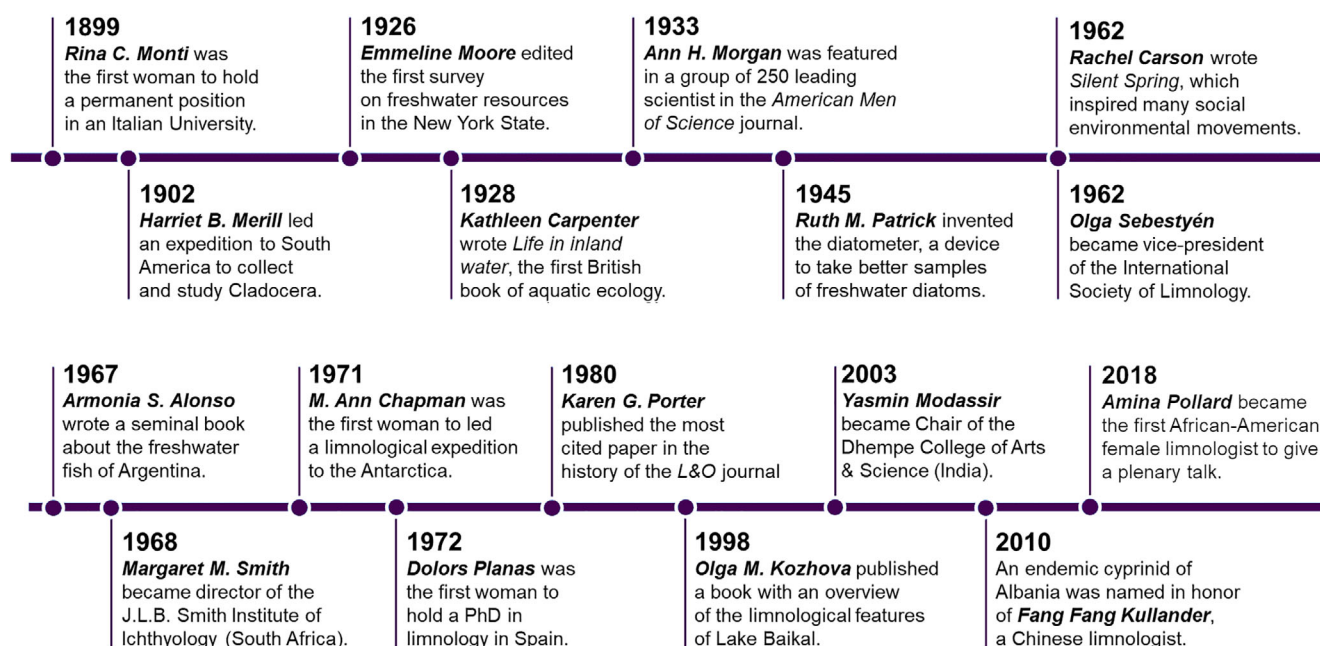 1899
Rina C. Monti was
the first woman to hold
a permanent position
in an Italian University.
1926
Emmeline Moore edited
the first survey
on freshwater resources
in the New York State.
1933
Ann H. Morgan was featured
in a group of 250 leading
scientist in the American Men
of Science journal.
1962
Rachel Carson wrote
Silent Spring, which
inspired many social
environmental movements.
1902
Harriet B. Merill led
an expedition to South
America to collect
and study Cladocera.
1928
Kathleen Carpenter
wrote Life in inland
water, the first British
book of aquatic ecology.
1945
Ruth M. Patrick invented
the diatometer, a device
to take better samples
of freshwater diatoms.
1962
Olga Sebestyén
became vice-president
of the International
Society of Limnology.
1967
Armonia S. Alonso
wrote a seminal book
about the freshwater
fish of Argentina.
1971
M. Ann Chapman was
the first woman to led
a limnological expedition
to the Antarctica.
1980
Karen G. Porter
published the most
cited paper in the
history of the L&O journal
2003
Yasmin Modassir
became Chair of the
Dhempe College of Arts
& Science (India).
2018
Amina Pollard became
the first African-American
female limnologist to give
a plenary talk.
1968
Margaret M. Smith
became director of the
J.L.B. Smith Institute of
Ichthyology (South Africa).
1972
Dolors Planas was
the first woman to
hold a PhD in
limnology in Spain.
1998
Olga M. Kozhova published
a book with an overview
of the limnological features
of Lake Baikal.
2010
An endemic cyprinid of
Albania was named in honor
of Fang Fang Kullander,
a Chinese limnologist.